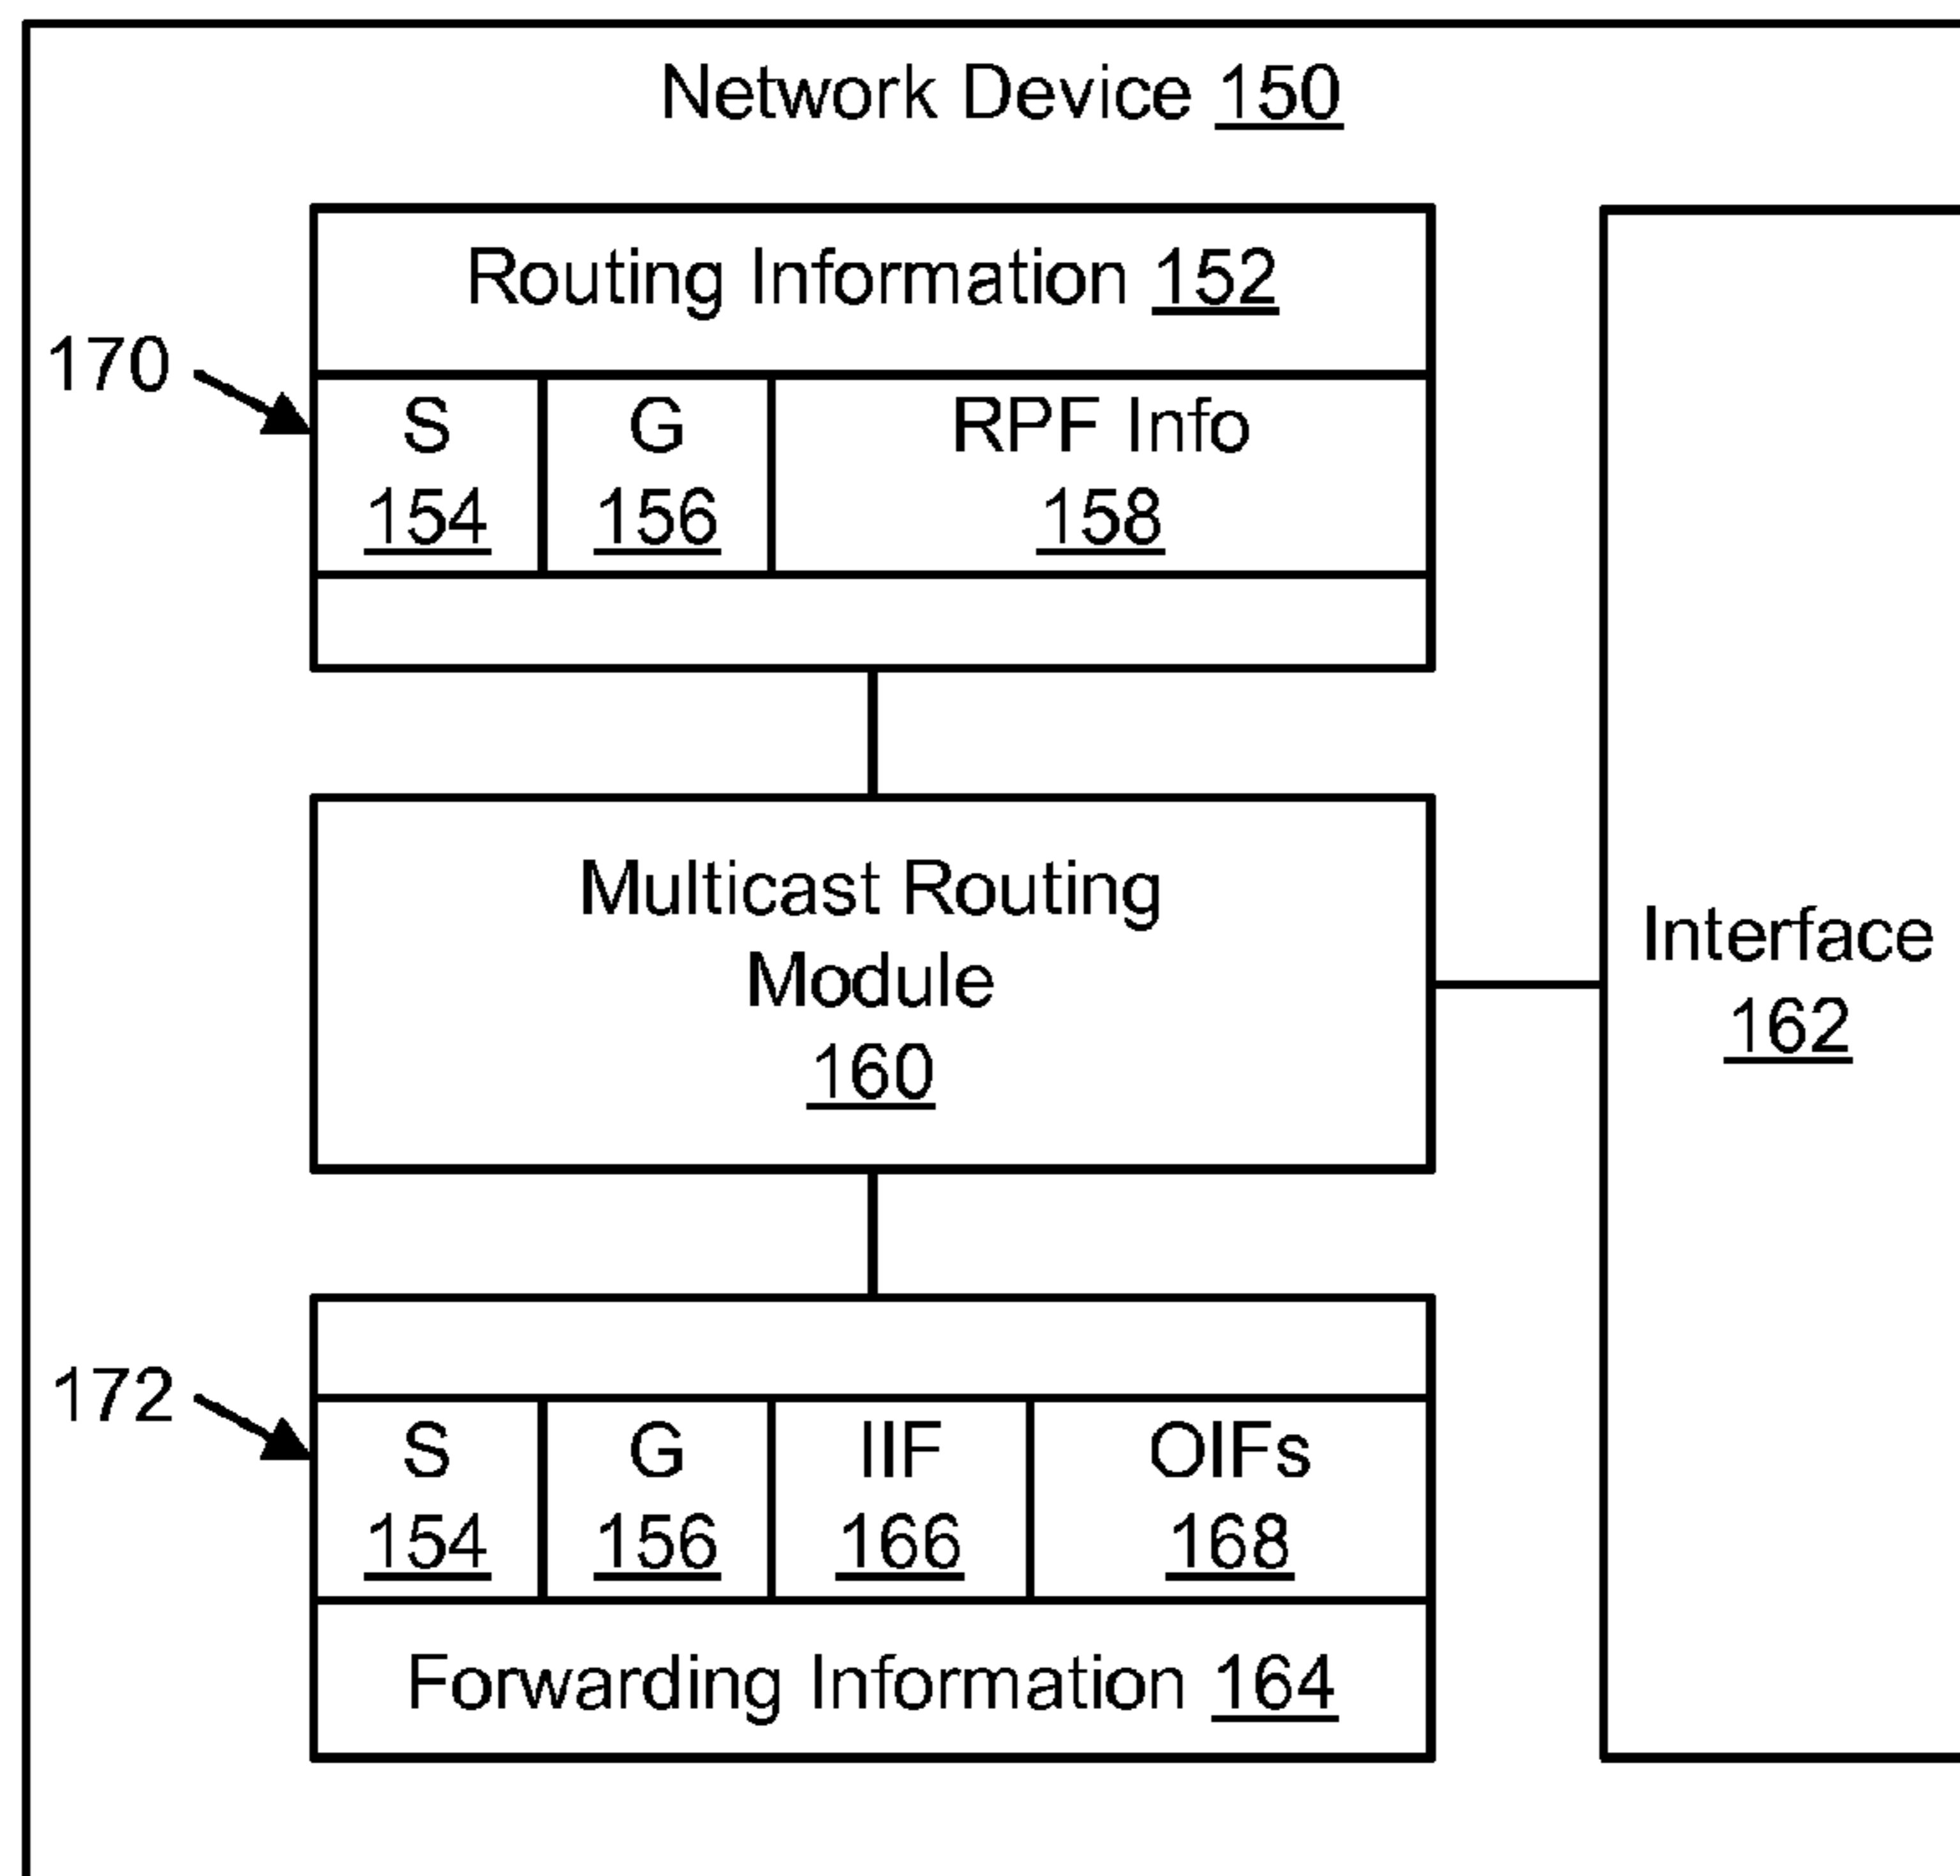 Network Device 150
Routing Information 152
170
S
G
RPF Info
154
156
158
Multicast Routing
Module
160
Interface
162
172
S
G
IIF
OIFs
154
156
166
168
Forwarding Information 164